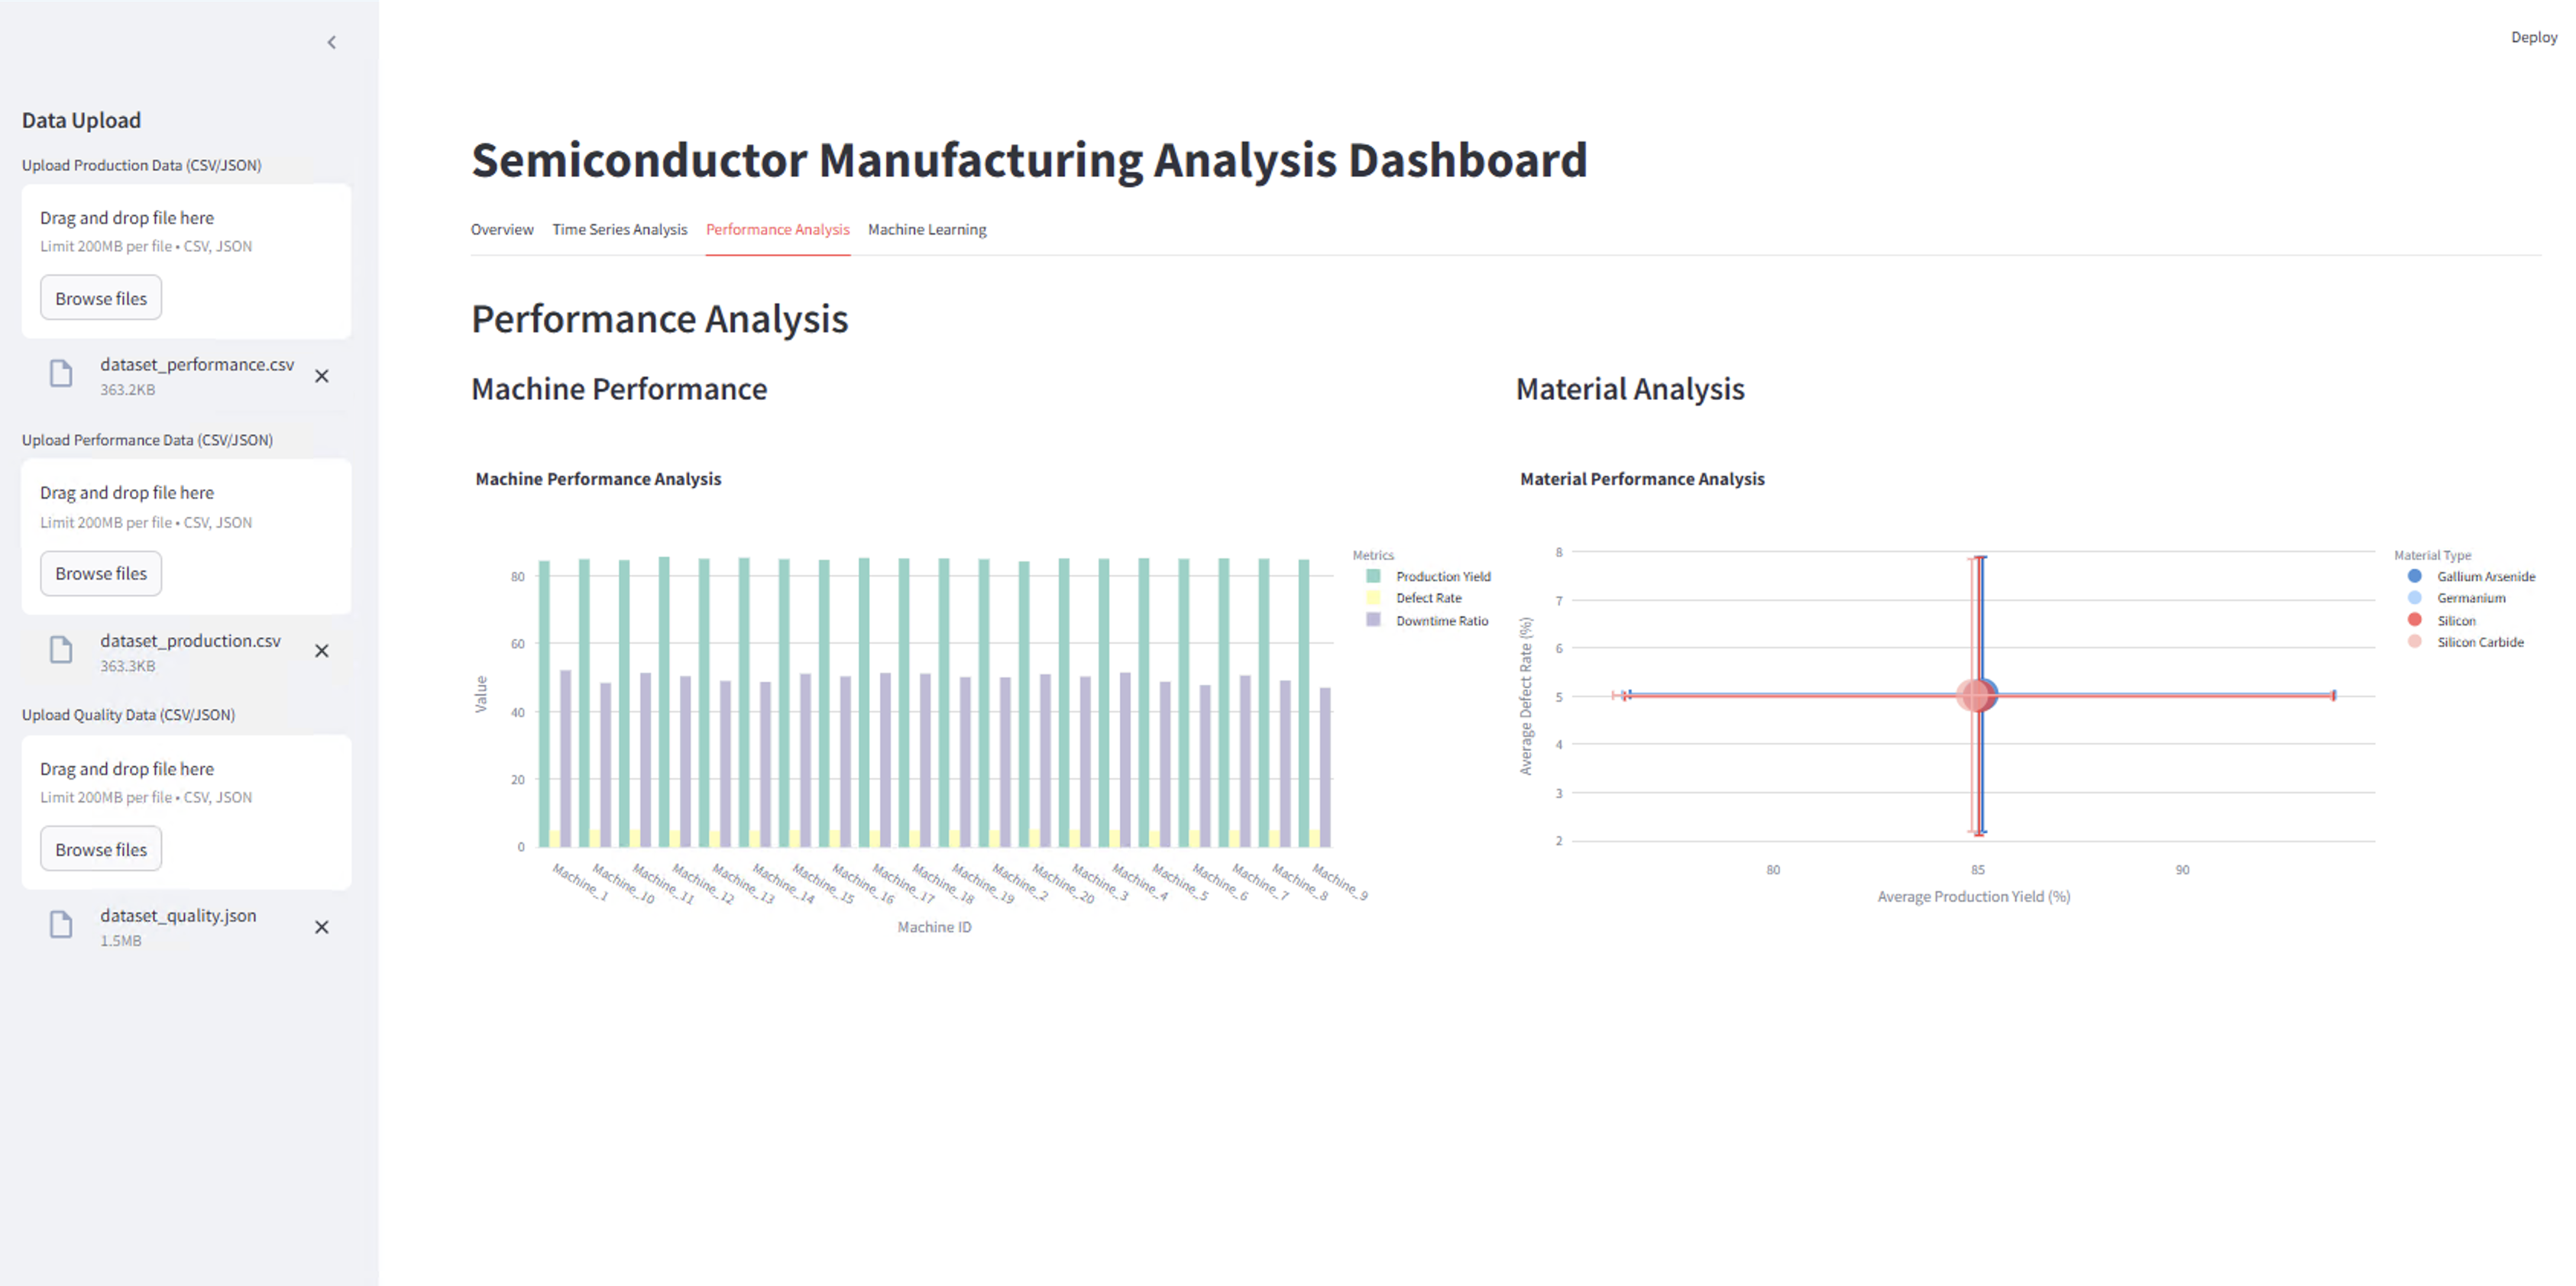 Deploy
Data Upload
Upload Production Data (CSV/JSON)
Drag and drop file here
Limit 200MB per file • CSV, JSON
Browse files
dataset_performance.csv
363.2KB
Upload Performance Data (CSV/JSON)
Drag and drop file here
Limit 200MB per file • CSV, JSON
Browse files
dataset_production.csv
363.3KB
Upload Quality Data (CSV/JSON)
Drag and drop file here
Limit 200MB per file • CSV, JSON
Browse files
dataset_quality.json
1.5MB
Semiconductor Manufacturing Analysis Dashboard
Overview Time Series Analysis Performance Analysis Machine Learning
Performance Analysis
Machine Performance
Machine Performance Analysis
Value
80
60
40
20
0
Machine_1
Machine_10
Machine_11
Machine_12
Machine_13
Machine_14
Machine_15
Machine_16
Machine_17
Machine_18
Machine_19
Machine_2
Machine_20
Machine_3
Machine_4
Machine_5
Machine_6
Machine_7
Machine_8
Machine_9
Machine ID
Metrics
Production Yield
Defect Rate
Downtime Ratio
Material Analysis
Material Performance Analysis
Average Defect Rate (%)
8
7
6
5
4
3
2
80
85
90
Average Production Yield (%)
Material Type
Gallium Arsenide
Germanium
Silicon
Silicon Carbide